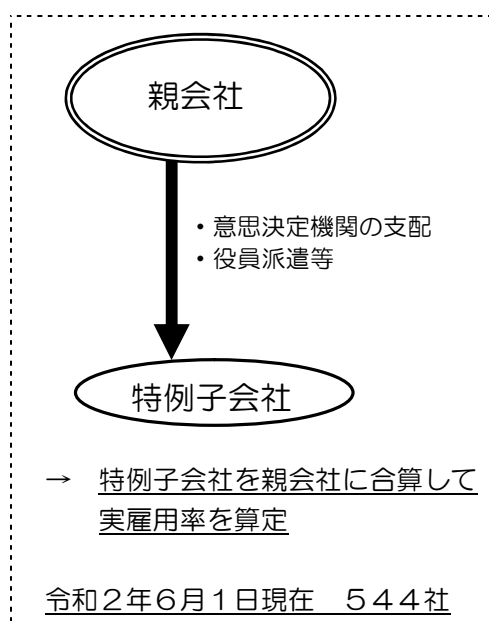 親会社
・意思決定機関の支配
・役員派遣等
特例子会社
→　特例子会社を親会社に合算して
実雇用率を算定
令和２年６月１日現在　５４４社